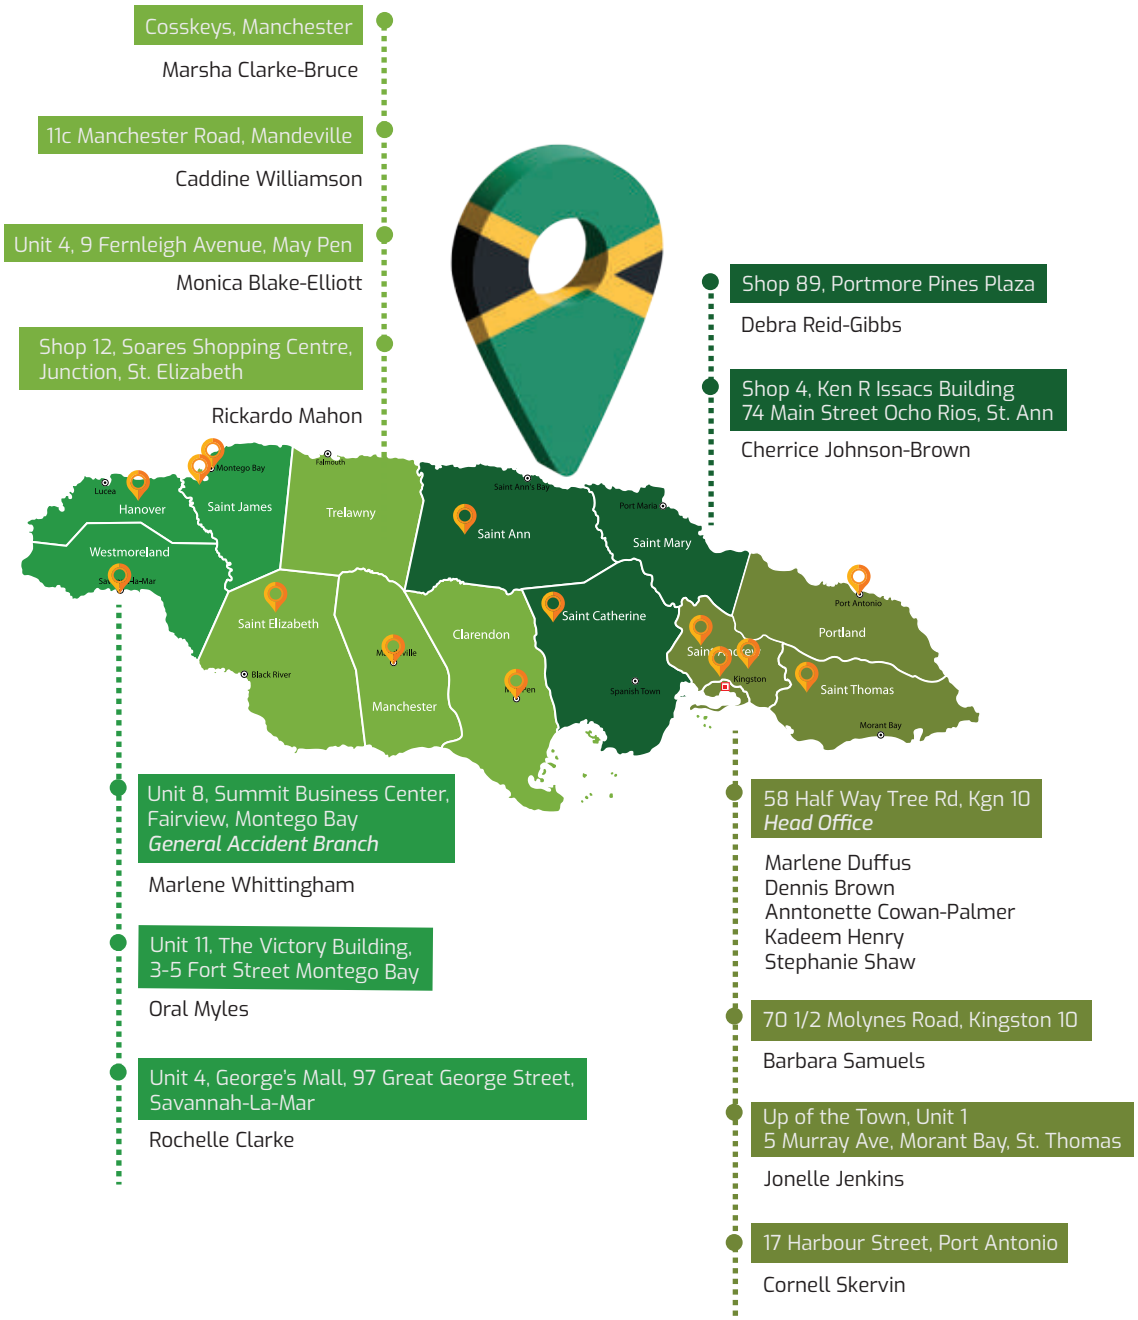 Cosskeys, Manchester
Marsha Clarke-Bruce
11c Manchester Road, Mandeville
Caddine Williamson
Unit 4, 9 Fernleigh Avenue, May Pen
Monica Blake-Elliott
Shop 12, Soares Shopping Centre,
Junction, St. Elizabeth
Rickardo Mahon
Shop 89, Portmore Pines Plaza
Debra Reid-Gibbs
Shop 4, Ken R Issacs Building
74 Main Street Ocho Rios, St. Ann
Cherrice Johnson-Brown
Montego Bay
Falmouth
Lucea
Hanover
Saint James
Trelawny
Saint Ann's Bay
Saint Ann
Port Maria
Saint Mary
Westmoreland
Port Antonio
Saint Elizabeth
Clarendon
Saint Catherine
Saint Andrew
Portland
Black River
Manchester
Spanish Town
Kingston
Saint Thomas
Morant Bay
Unit 8, Summit Business Center,
Fairview, Montego Bay
General Accident Branch
Marlene Whittingham
Unit 11, The Victory Building,
3-5 Fort Street Montego Bay
Oral Myles
Unit 4, George's Mall, 97 Great George Street,
Savannah-La-Mar
Rochelle Clarke
58 Half Way Tree Rd, Kgn 10
Head Office
Marlene Duffus
Dennis Brown
Anntonette Cowan-Palmer
Kadeem Henry
Stephanie Shaw
70 1/2 Molynes Road, Kingston 10
Barbara Samuels
Up of the Town, Unit 1
5 Murray Ave, Morant Bay, St. Thomas
Jonelle Jenkins
17 Harbour Street, Port Antonio
Cornell Skervin